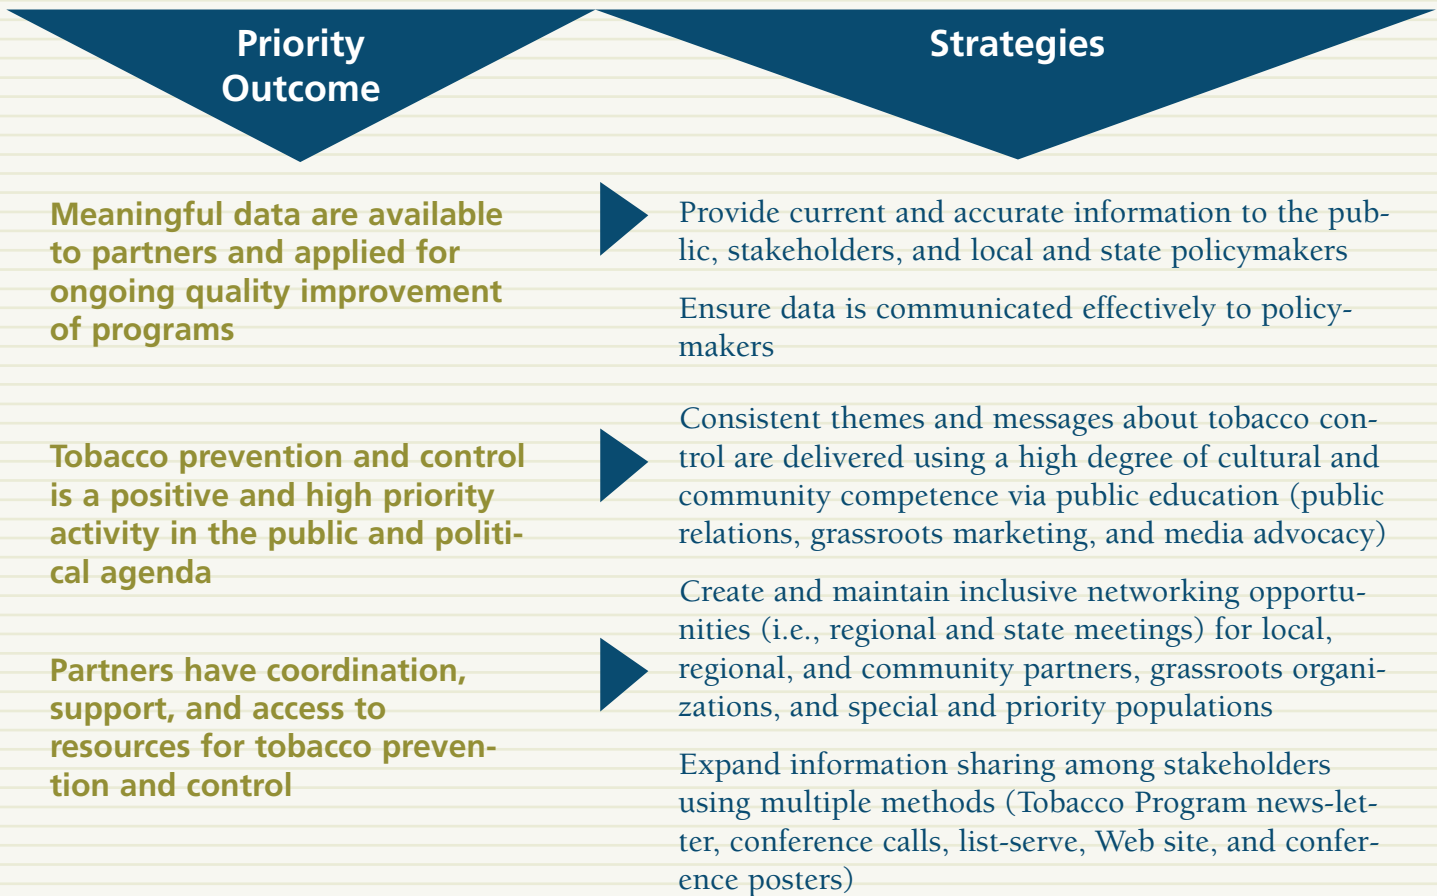 Priority
Outcome
Strategies
Meaningful data are available
to partners and applied for
ongoing quality improvement
of programs
Provide current and accurate information to the pub-
lic, stakeholders, and local and state policymakers
Ensure data is communicated effectively to policy-
makers
Tobacco prevention and control
is a positive and high priority
activity in the public and politi-
cal agenda
Consistent themes and messages about tobacco con-
trol are delivered using a high degree of cultural and
community competence via public education (public
relations, grassroots marketing, and media advocacy)
Partners have coordination,
support, and access to
resources for tobacco preven-
tion and control
Create and maintain inclusive networking opportu-
nities (i.e., regional and state meetings) for local,
regional, and community partners, grassroots organi-
zations, and special and priority populations
Expand information sharing among stakeholders
using multiple methods (Tobacco Program news-let-
ter, conference calls, list-serve, Web site, and confer-
ence posters)